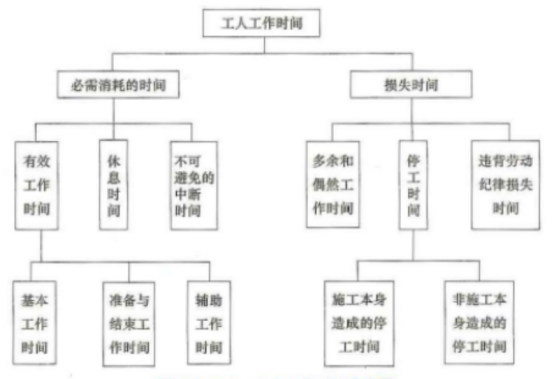 工人工作时间
必需消耗的时间
损失时间
有效
工作
时间
休
息
时
间
不可
避免的
中断
时间
多余和
偶然工
作时间
停
工
时
间
违背劳动
纪律损失
时间
基本
工作
时间
准备与
结束工
作时间
辅助
工作
时间
施工本身
造成的停
工时间
非施工本
身造成的
停工时间